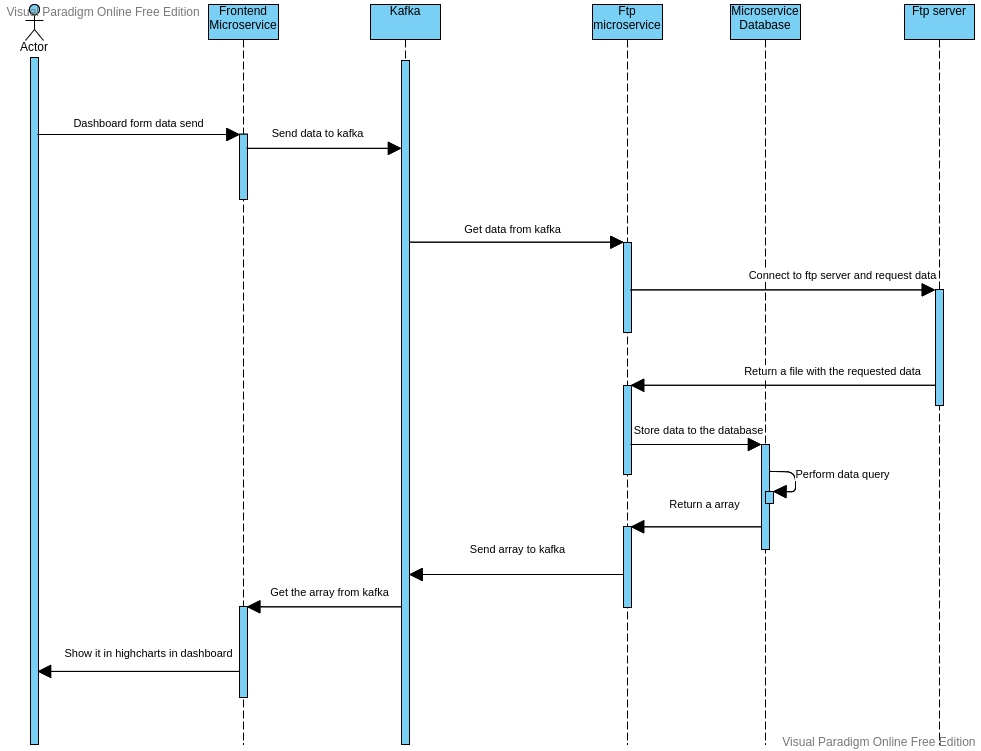 Visual Paradigm Online Free Edition
Actor
Frontend
Microservice
Kafka
Ftp
microservice
Microservice
Database
Ftp server
Dashboard form data send
Send data to kafka
Get data from kafka
Connect to ftp server and request data
Return a file with the requested data
Store data to the database
Perform data query
Return a array
Send array to kafka
Get the array from kafka
Show it in highcharts in dashboard
Visual Paradigm Online Free Edition